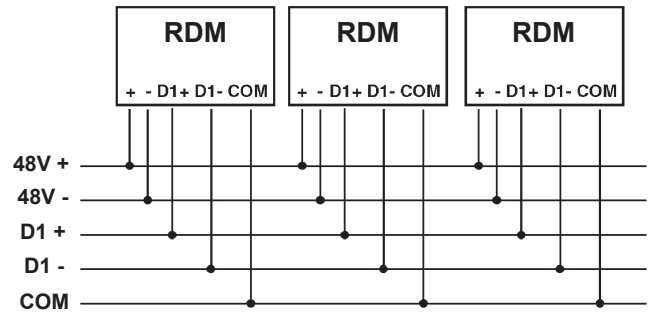 RDM RDM RDM
+ - D1+ D1- COM + - D1+ D1- COM + - D1+ D1- COM
48V +
48V -
D1 +
D1 -
COM